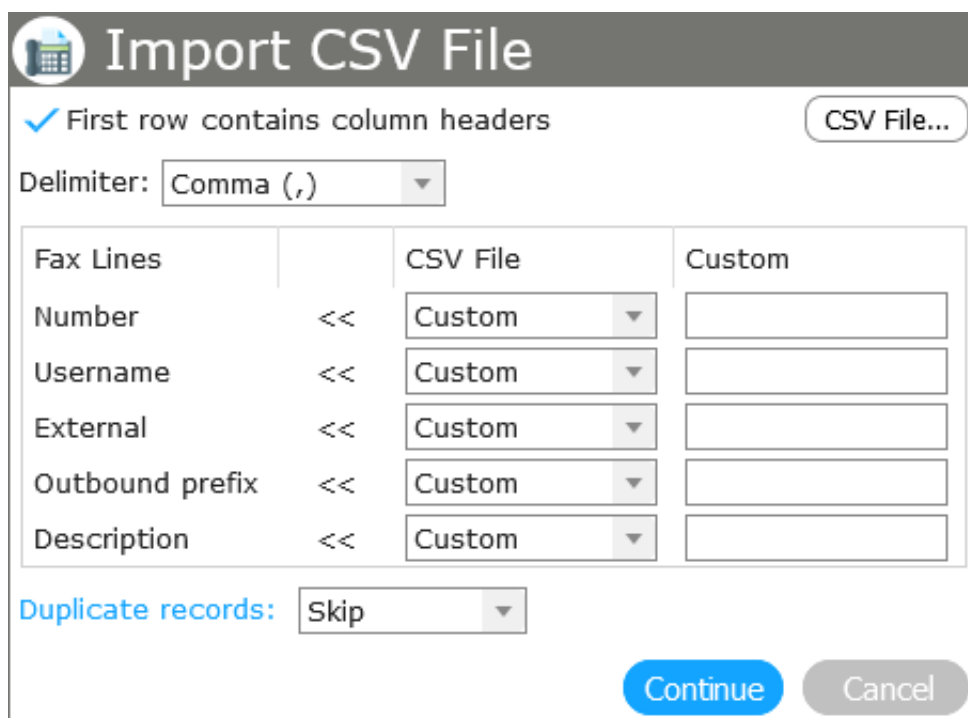 Import CSV File
First row contains column headers CSV File...
Delimiter: Comma (,)
Fax Lines CSV File Custom
Number << Custom
Username << Custom
External << Custom
Outbound prefix << Custom
Description << Custom
Duplicate records: Skip
Continue Cancel